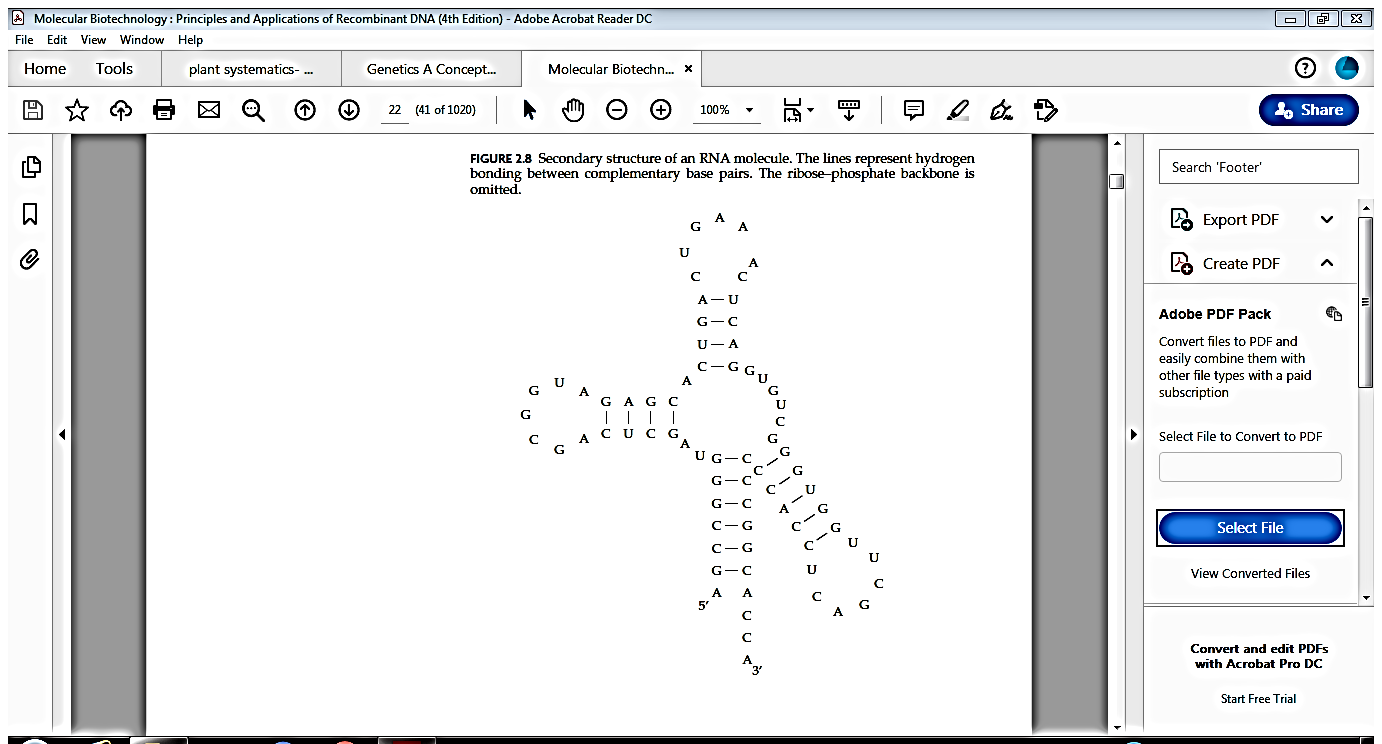 Molecular Biotechnology : Principles and Applications of Recombinant DNA (4th Edition) - Adobe Acrobat Reader DC
File Edit View Window Help
Home Tools plant systematics- ... Genetics A Concept... Molecular Biotechn... ×
22 (41 of 1020) 100% Share
FIGURE 2.8 Secondary structure of an RNA molecule. The lines represent hydrogen
bonding between complementary base pairs. The ribose–phosphate backbone is
omitted.
A
G A
U
A
C C
A U
G C
U A
C G G
A U
U G
G A U
G A G C C
G
C A C U C G G
G A G
U G C C
G C G
C U
G C A G
C G C G
C G C U
U U
G C C
C G
A
5′ A A
C
C
A
3′
Search 'Footer'
Export PDF
Create PDF
Adobe PDF Pack
Convert files to PDF and
easily combine them with
other file types with a paid
subscription
Select File to Convert to PDF
Select File
View Converted Files
Convert and edit PDFs
with Acrobat Pro DC
Start Free Trial